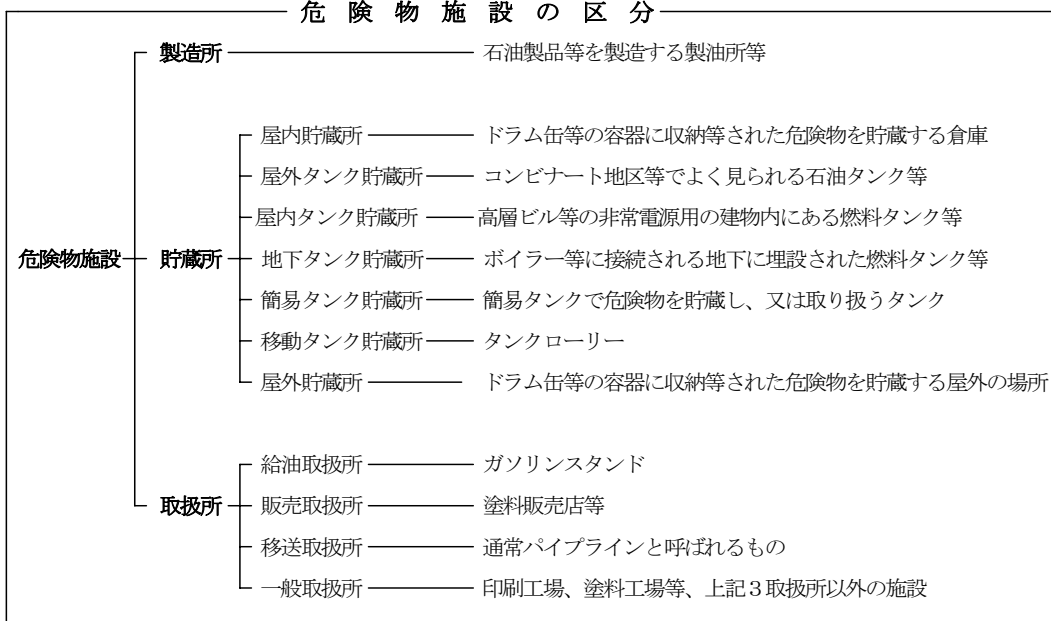 危険物施設の区分
製造所 石油製品等を製造する製油所等
屋内貯蔵所 ドラム缶等の容器に収納等された危険物を貯蔵する倉庫
屋外タンク貯蔵所 コンビナート地区等でよく見られる石油タンク等
屋内タンク貯蔵所 高層ビル等の非常電源用の建物内にある燃料タンク等
危険物施設 貯蔵所 地下タンク貯蔵所 ボイラー等に接続される地下に埋設された燃料タンク等
簡易タンク貯蔵所 簡易タンクで危険物を貯蔵し、又は取り扱うタンク
移動タンク貯蔵所 タンクローリー
屋外貯蔵所 ドラム缶等の容器に収納等された危険物を貯蔵する屋外の場所
給油取扱所 ガソリンスタンド
取扱所 販売取扱所 塗料販売店等
移送取扱所 通常パイプラインと呼ばれるもの
一般取扱所 印刷工場、塗料工場等、上記3取扱所以外の施設